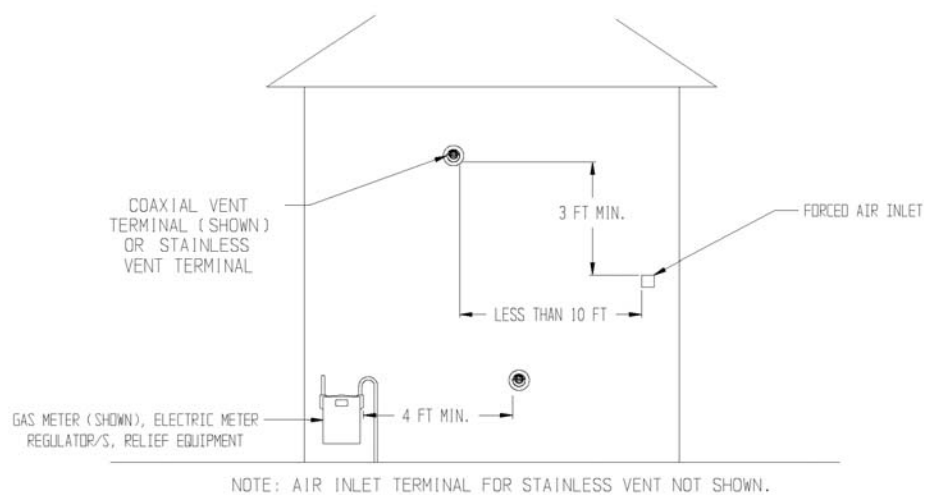 COAXIAL VENT
TERMINAL (SHOWN)
OR STAINLESS
VENT TERMINAL
3 FT MIN.
FORCED AIR INLET
LESS THAN 10 FT
GAS METER (SHOWN), ELECTRIC METER
REGULATOR/S, RELIEF EQUIPMENT
4 FT MIN.
NOTE: AIR INLET TERMINAL FOR STAINLESS VENT NOT SHOWN.